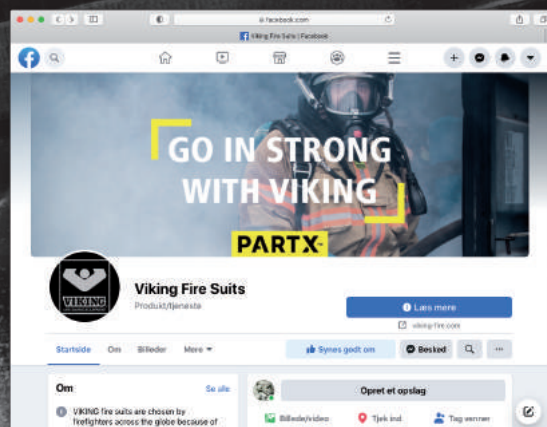 facebook.com
Viking Fire Suits | Facebook
GO IN STRONG
WITH VIKING
PARTX
VIKING
Viking Fire Suits
Produkt/tjeneste
Læs mere
viking-fire.com
Startside Om Billeder Mere
Synes godt om Besked
Om Se alle
Opret et opslag
VIKING fire suits are chosen by
firefighters across the globe because of
Billede/video Tjek ind Tag venner